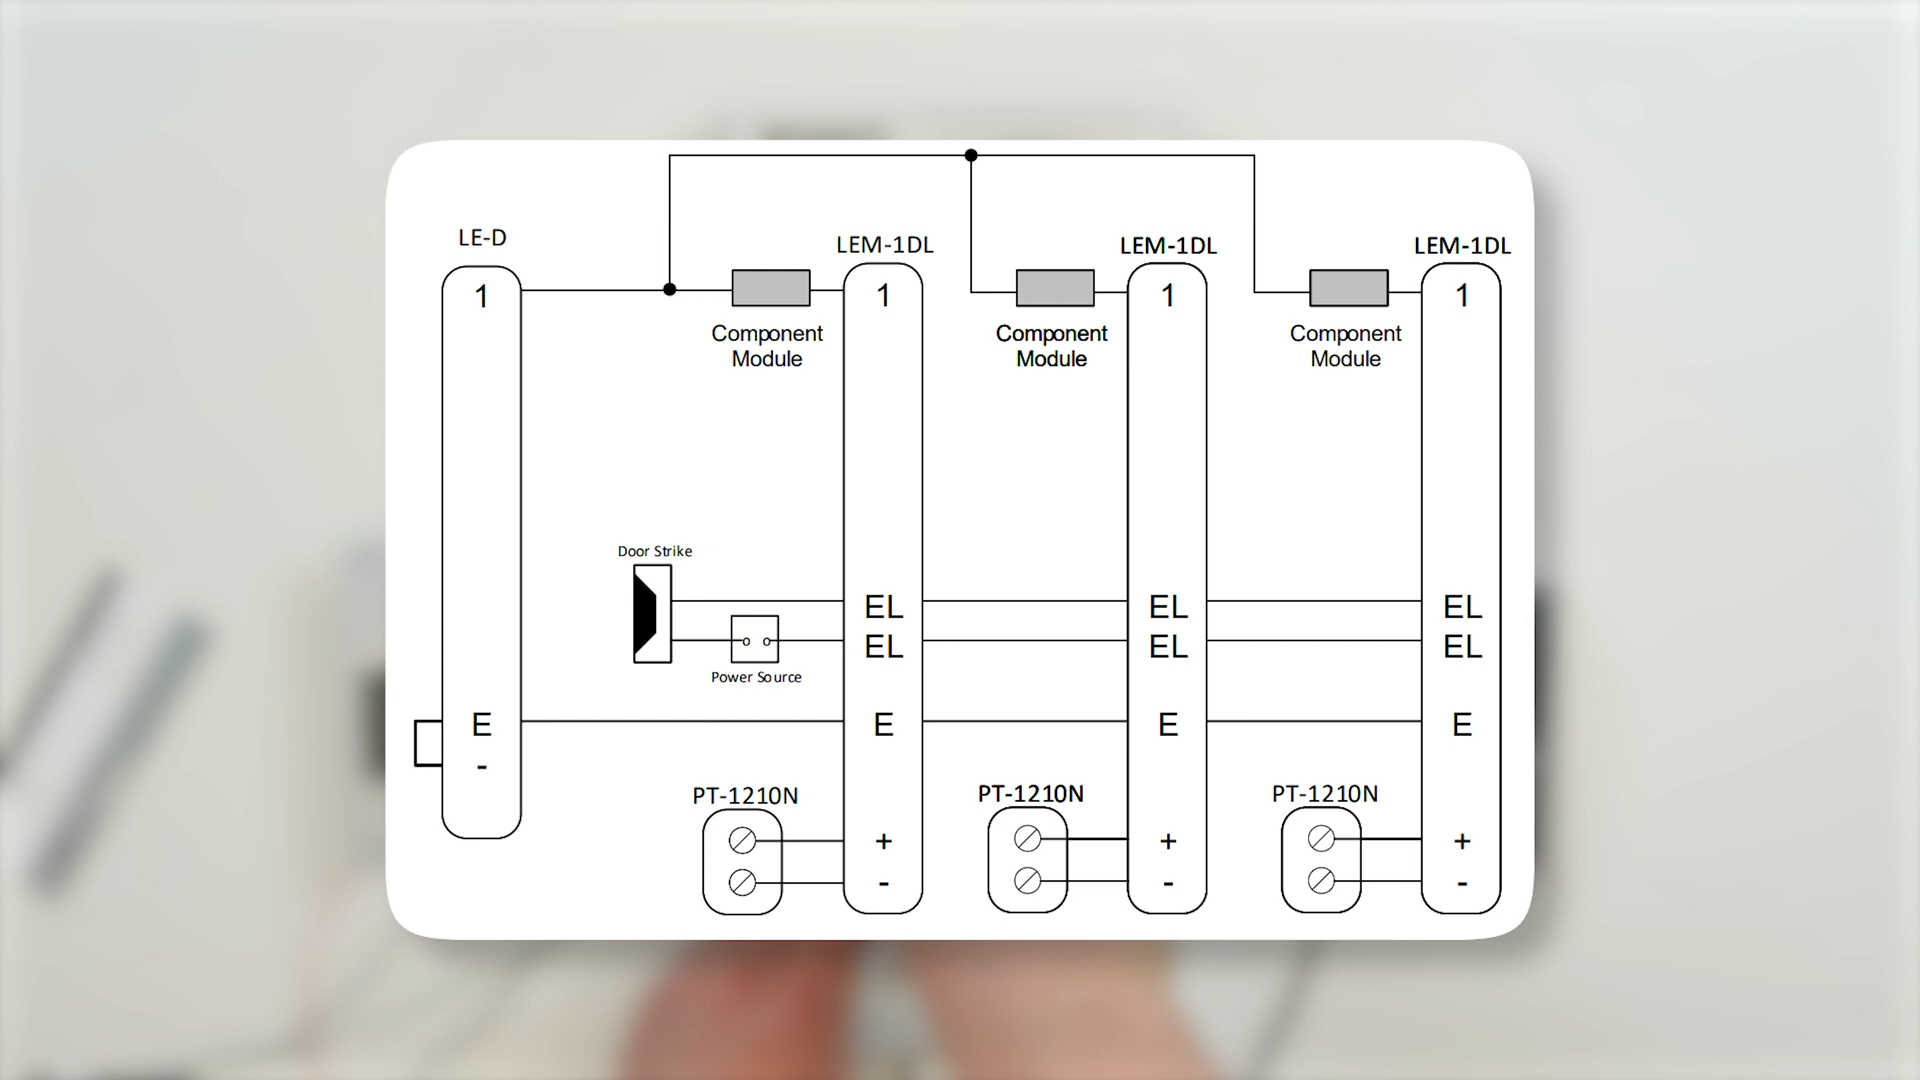 LE-D
LEM-1DL
LEM-1DL
LEM-1DL
1
1
1
1
Component
Module
Component
Module
Component
Module
Door Strike
EL
EL
EL
EL
EL
EL
Power Source
E
E
E
E
-
PT-1210N
PT-1210N
PT-1210N
+
+
+
-
-
-